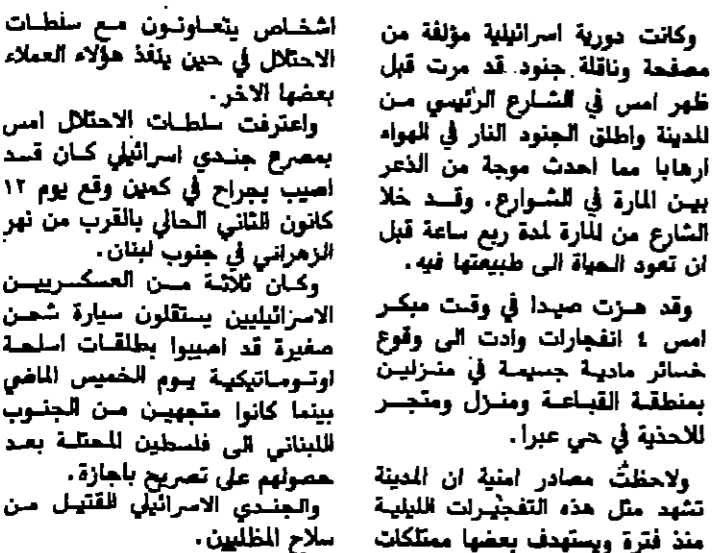 وكانت دورية اسرائيلية مؤلفة من
مصفحة وناقلة جنود قد مرت قبل
ظهر امس في الشارع الرئيسي من
المدينة واطلق الجنود النار في الهواء
ارهابا مما احدث موجة من الذعر
بين المارة في الشوارع. وقد خلا
الشارع من المارة لمدة ربع ساعة قبل
ان تعود الحياة الى طبيعتها فيه.
وقد هزت صيدا في وقت مبكر
امس ٤ انفجارات وادت الى وقوع
خسائر مادية جسيمة في منزلين
بمنطقة القباعة ومنزل ومتجر
للاحذية في حي عبرا.
ولاحظت مصادر امنية ان المدينة
تشهد مثل هذه التفجيرات الليلية
منذ فترة ويستهدف بعضها ممتلكات
اشخاص يتعاونون مع سلطات
الاحتلال في حين ينفذ هؤلاء العملاء
بعضها الاخر.
واعترفت سلطات الاحتلال امس
بمصرع جندي اسرائيلي كان قد
اصيب بجراح في كمين وقع يوم ١٢
كانون الثاني الحالي بالقرب من نهر
الزهراني في جنوب لبنان.
وكان ثلاثة من العسكريين
الاسرائيليين يستقلون سيارة شحن
صغيرة قد اصيبوا بطلقات اسلحة
اوتوماتيكية يوم الخميس الماضي
بينما كانوا متجهين من الجنوب
اللبناني الى فلسطين المحتلة بعد
حصولهم على تصريح باجازة.
والجندي الاسرائيلي القتيل من
سلاح المظليين.